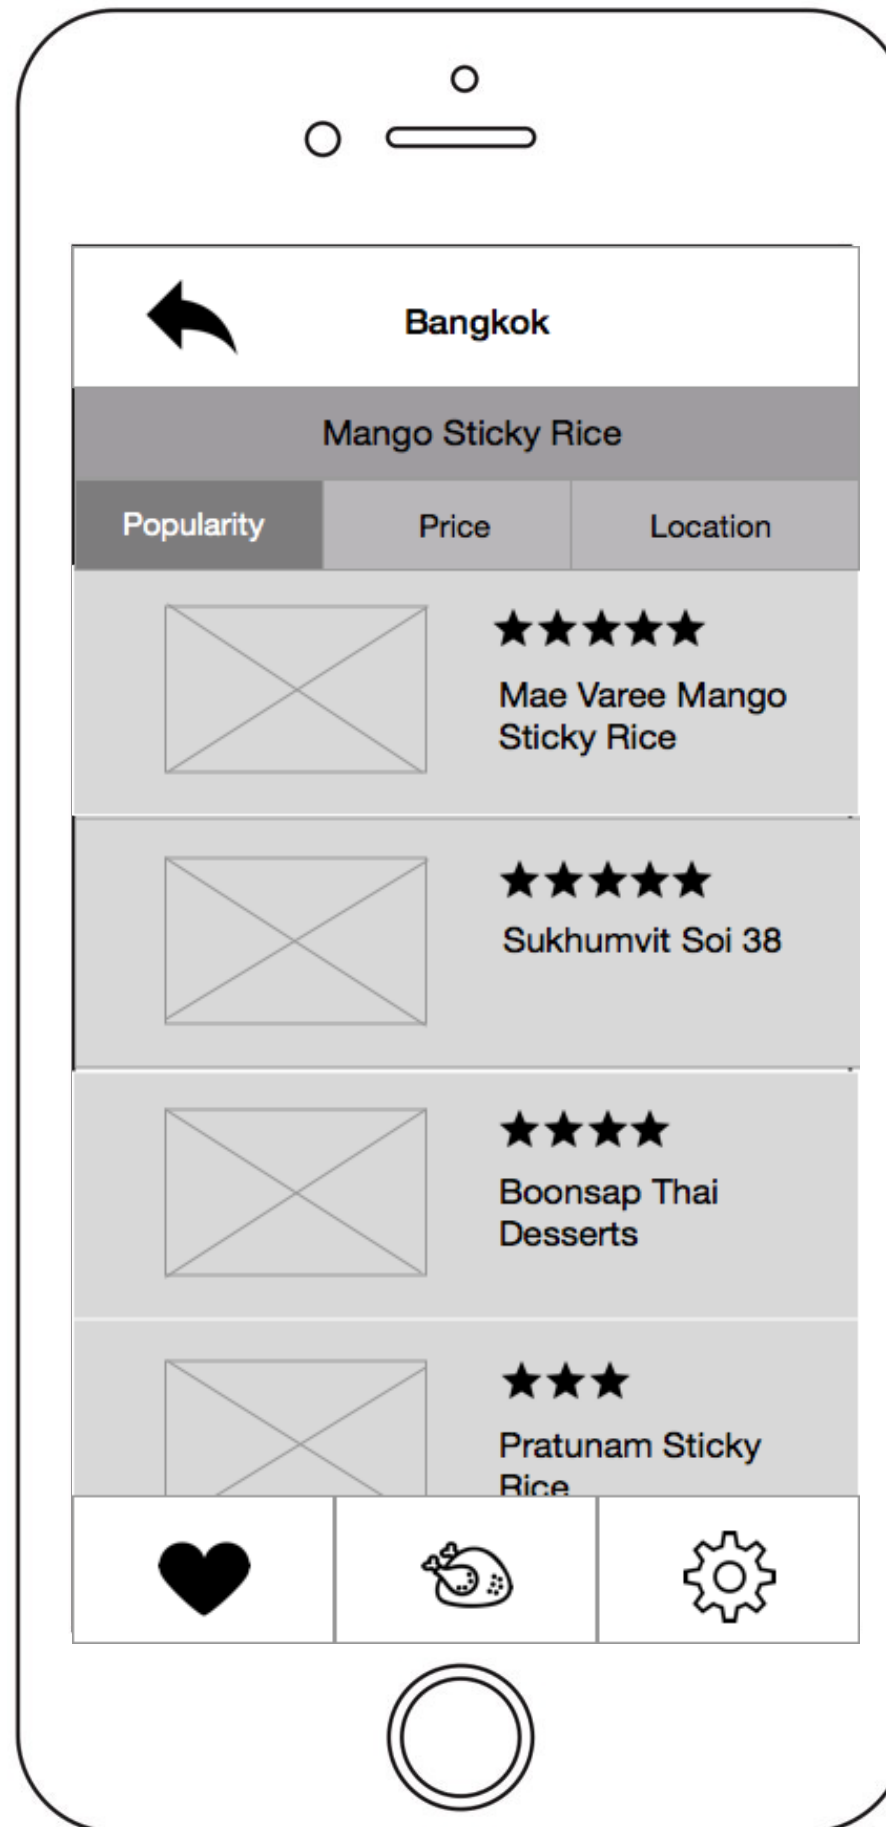 Bangkok
Mango Sticky Rice
Popularity Price Location
Mae Varee Mango
Sticky Rice
Sukhumvit Soi 38
Boonsap Thai
Desserts
Pratunam Sticky
Rice